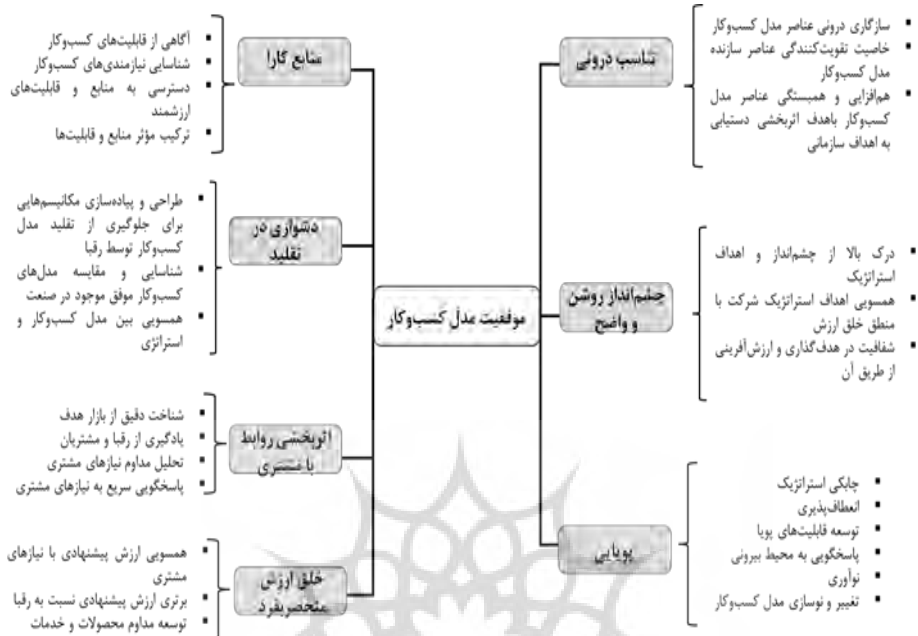 تناسب درونی
سازگاری درونی عناصر مدل کسب‌وکار
خاصیت تقویت‌کنندگی عناصر سازنده
مدل کسب‌وکار
هم‌افزایی و همبستگی عناصر مدل
کسب‌وکار باهدف اثربخشی دستیابی
به اهداف سازمانی
چشم‌انداز روشن
و واضح
درک بالا از چشم‌انداز و اهداف
استراتژیک
همسویی اهداف استراتژیک شرکت با
منطق خلق ارزش
شفافیت در هدف‌گذاری و ارزش‌آفرینی
از طریق آن
پویایی
چابکی استراتژیک
انعطاف‌پذیری
توسعه قابلیت‌های پویا
پاسخگویی به محیط بیرونی
نوآوری
تغییر و نوسازی مدل کسب‌وکار
موفقیت مدل کسب‌وکار
منابع کارا
آگاهی از قابلیت‌های کسب‌وکار
شناسایی نیازمندی‌های کسب‌وکار
دسترسی به منابع و قابلیت‌های
ارزشمند
ترکیب مؤثر منابع و قابلیت‌ها
دشواری در
تقلید
طراحی و پیاده‌سازی مکانیسم‌هایی
برای جلوگیری از تقلید مدل
کسب‌وکار توسط رقبا
شناسایی و مقایسه مدل‌های
کسب‌وکار موفق موجود در صنعت
همسویی بین مدل کسب‌وکار و
استراتژی
اثربخشی روابط
با مشتری
شناخت دقیق از بازار هدف
یادگیری از رقبا و مشتریان
تحلیل مداوم نیازهای مشتری
پاسخگویی سریع به نیازهای مشتری
خلق ارزش
منحصربفرد
همسویی ارزش پیشنهادی با نیازهای
مشتری
برتری ارزش پیشنهادی نسبت به رقبا
توسعه مداوم محصولات و خدمات